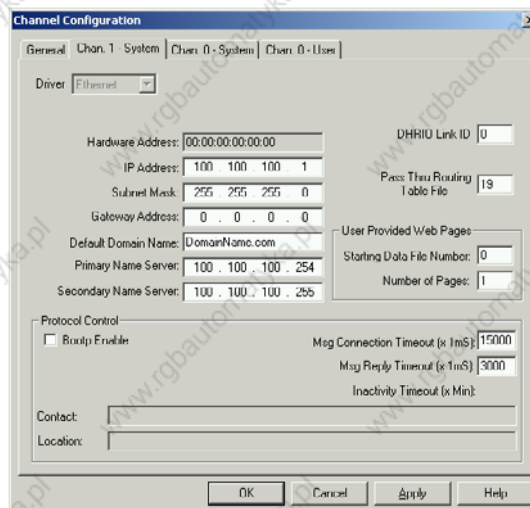 Channel Configuration
General
Chan. 1 - System
Chan. 0 - System
Chan. 0 - User
Driver Ethernet
Hardware Address: 00:00:00:00:00:00
IP Address: 100 . 100 . 100 . 1
Subnet Mask: 255 . 255 . 255 . 0
Gateway Address: 0 . 0 . 0 . 0
Default Domain Name: DomainName.com
Primary Name Server: 100 . 100 . 100 . 254
Secondary Name Server: 100 . 100 . 100 . 255
DHRIO Link ID 0
Pass Thru Routing
Table File 19
User Provided Web Pages
Starting Data File Number: 0
Number of Pages: 1
Protocol Control
Bootp Enable
Msg Connection Timeout (x 1mS): 15000
Msg Reply Timeout (x 1mS): 3000
Inactivity Timeout (x Min):
Contact:
Location:
OK
Cancel
Apply
Help
www.rgbautomatyka.pl